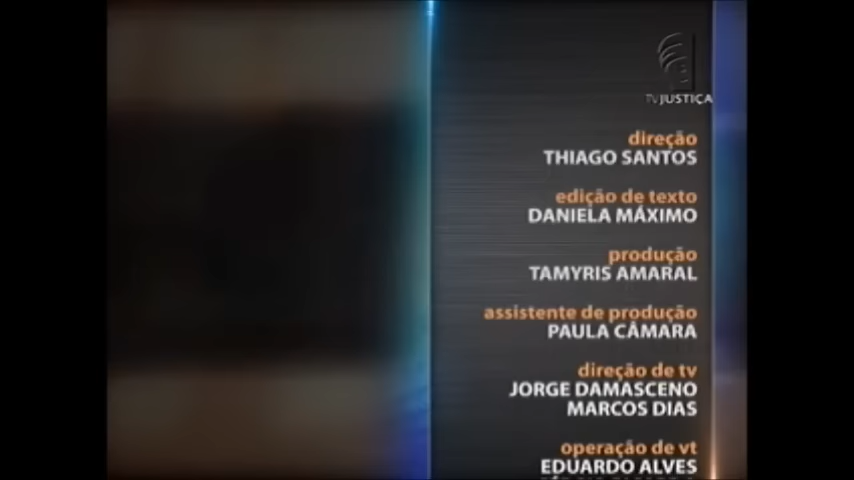 TV JUSTIÇA
direção
THIAGO SANTOS
edição de texto
DANIELA MÁXIMO
produção
TAMYRIS AMARAL
assistente de produção
PAULA CÂMARA
direção de tv
JORGE DAMASCENO
MARCOS DIAS
operação de vt
EDUARDO ALVES